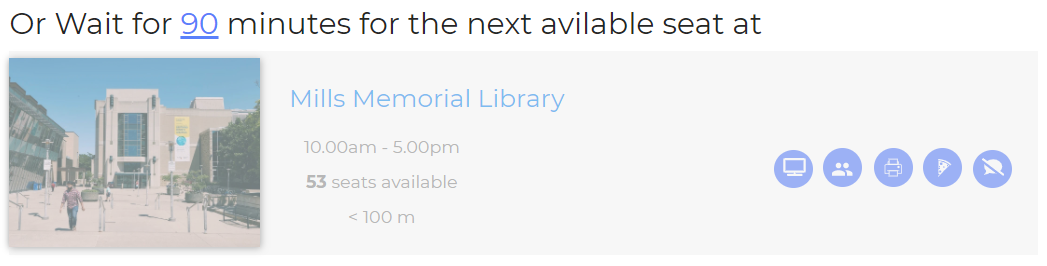 Or Wait for 90 minutes for the next avilable seat at
Mills Memorial Library
10.00am - 5.00pm
53 seats available
< 100 m